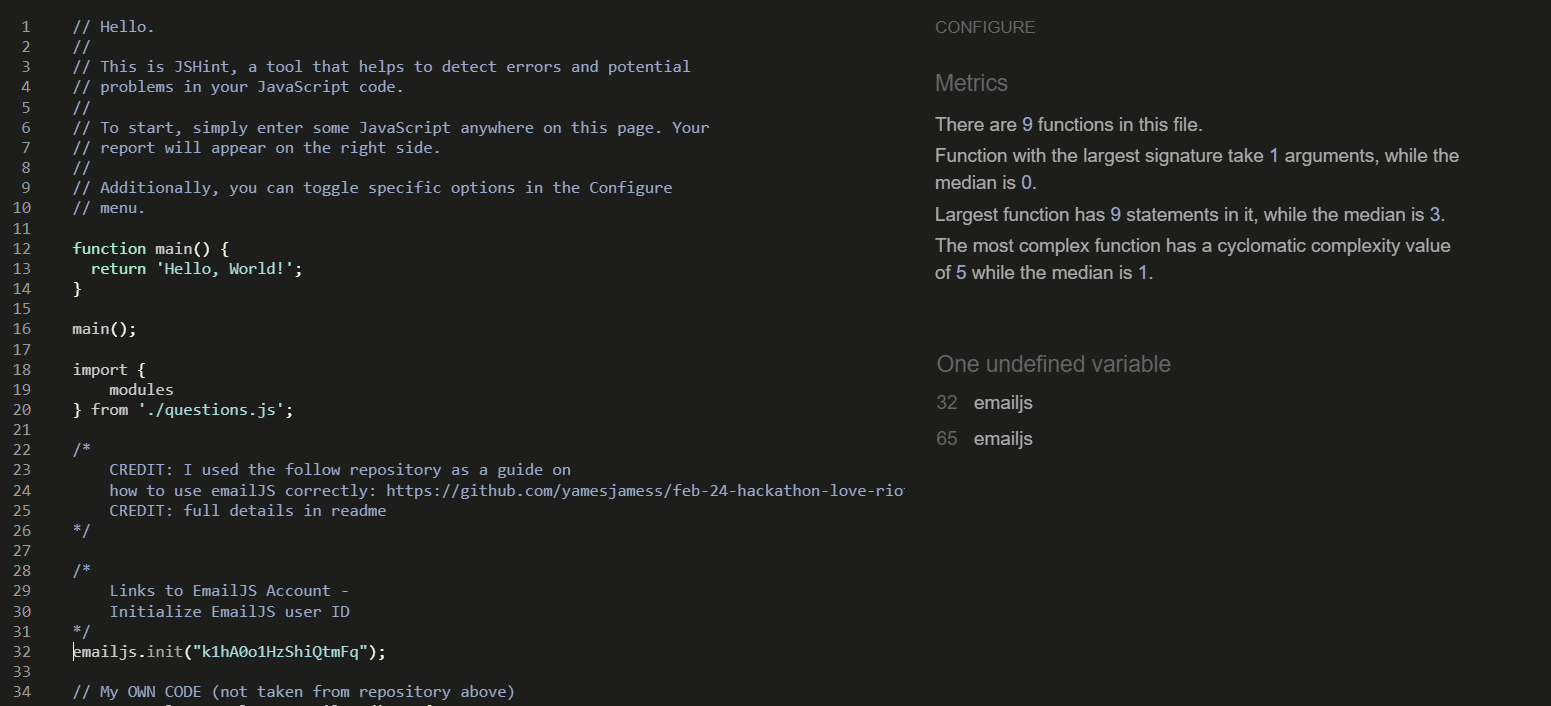 1 // Hello.
2 //
3 // This is JSHint, a tool that helps to detect errors and potential
4 // problems in your JavaScript code.
5 //
6 // To start, simply enter some JavaScript anywhere on this page. Your
7 // report will appear on the right side.
8 //
9 // Additionally, you can toggle specific options in the Configure
10 // menu.
11
12 function main() {
13   return 'Hello, World!';
14 }
15
16 main();
17
18 import {
19     modules
20 } from './questions.js';
21
22 /*
23     CREDIT: I used the follow repository as a guide on
24     how to use emailJS correctly: https://github.com/yamesjamess/feb-24-hackathon-love-rio
25     CREDIT: full details in readme
26 */
27
28 /*
29     Links to EmailJS Account -
30     Initialize EmailJS user ID
31 */
32 emailjs.init("k1hA0o1HzShiQtmFq");
33
34 // My OWN CODE (not taken from repository above)
CONFIGURE
Metrics
There are 9 functions in this file.
Function with the largest signature take 1 arguments, while the
median is 0.
Largest function has 9 statements in it, while the median is 3.
The most complex function has a cyclomatic complexity value
of 5 while the median is 1.
One undefined variable
32 emailjs
65 emailjs